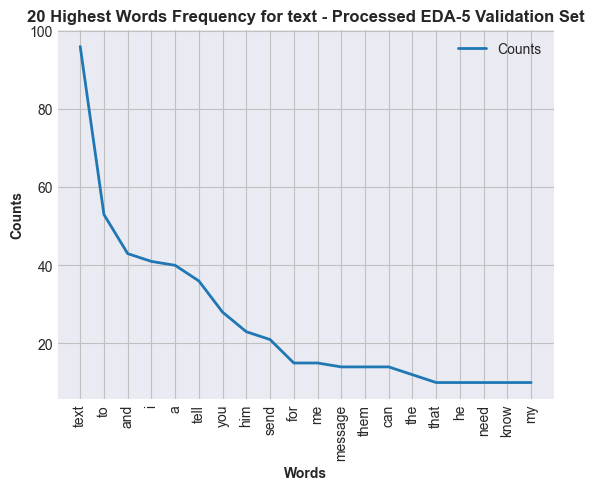 20 Highest Words Frequency for text - Processed EDA-5 Validation Set
Counts
100
80
60
40
20
Counts
text
to
and
i
a
tell
you
him
send
for
me
message
them
can
the
that
he
need
know
my
Words